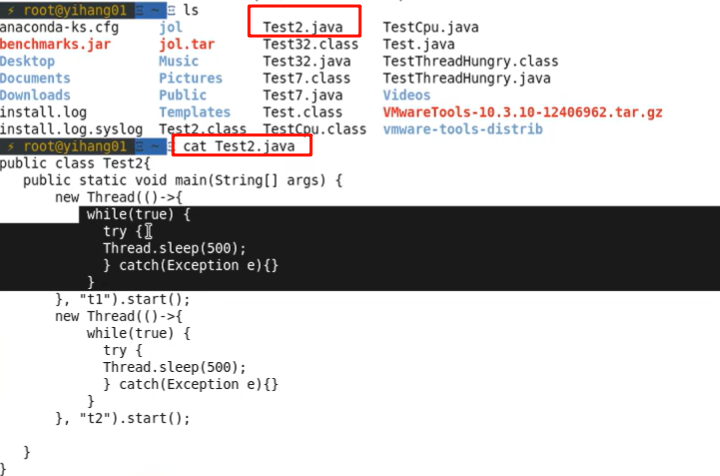 ⚡ root@yihang01 ~ ls
anaconda-ks.cfg jol Test2.java TestCpu.java
benchmarks.jar jol.tar Test32.class Test.java
Desktop Music Test32.java TestThreadHungry.class
Documents Pictures Test7.class TestThreadHungry.java
Downloads Public Test7.java Videos
install.log Templates Test.class VMwareTools-10.3.10-12406962.tar.gz
install.log.syslog Test2.class TestCpu.class vmware-tools-distrib
⚡ root@yihang01 ~ cat Test2.java
public class Test2{
   public static void main(String[] args) {
       new Thread(()->{
           while(true) {
             try {
             Thread.sleep(500);
             } catch(Exception e){}
           }
       }, "t1").start();
       new Thread(()->{
           while(true) {
             try {
             Thread.sleep(500);
             } catch(Exception e){}
           }
       }, "t2").start();
   }
}